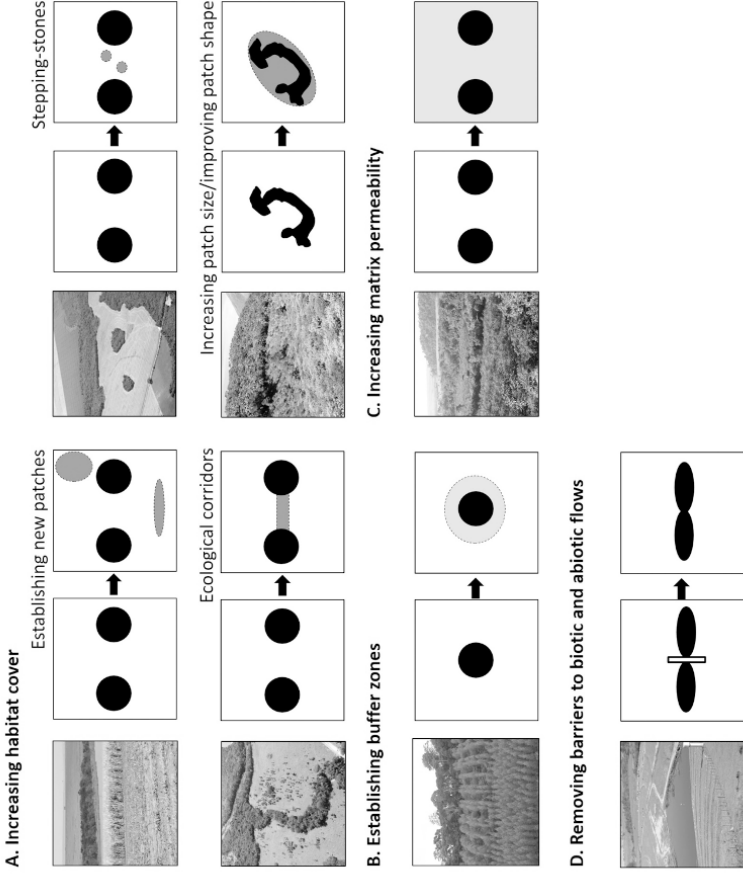 A. Increasing habitat cover
Establishing new patches
Stepping-stones
Ecological corridors
Increasing patch size/improving patch shape
B. Establishing buffer zones
C. Increasing matrix permeability
D. Removing barriers to biotic and abiotic flows